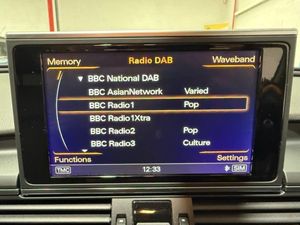 Memory Radio DAB Waveband
▼ BBC National DAB
BBC AsianNetwork Varied
BBC Radio1 Pop
BBC Radio1Xtra
BBC Radio2 Pop
BBC Radio3 Culture
Functions Settings
TMC 12:33 SIM